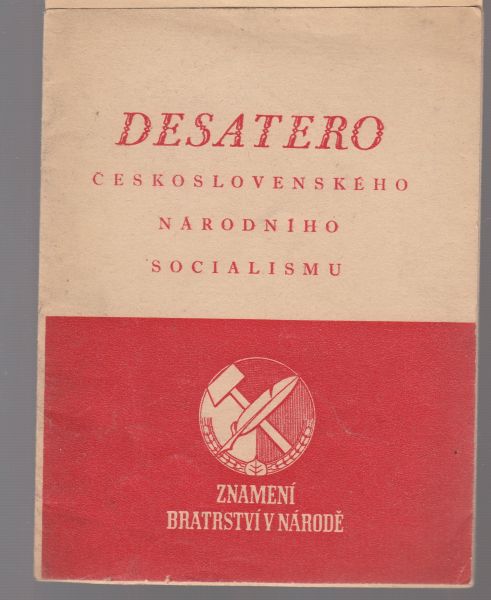 DESATERO
ČESKOSLOVENSKÉHO
NÁRODNÍHO
SOCIALISMU
ZNAMENÍ
BRATRSTVÍ V NÁRODĚ